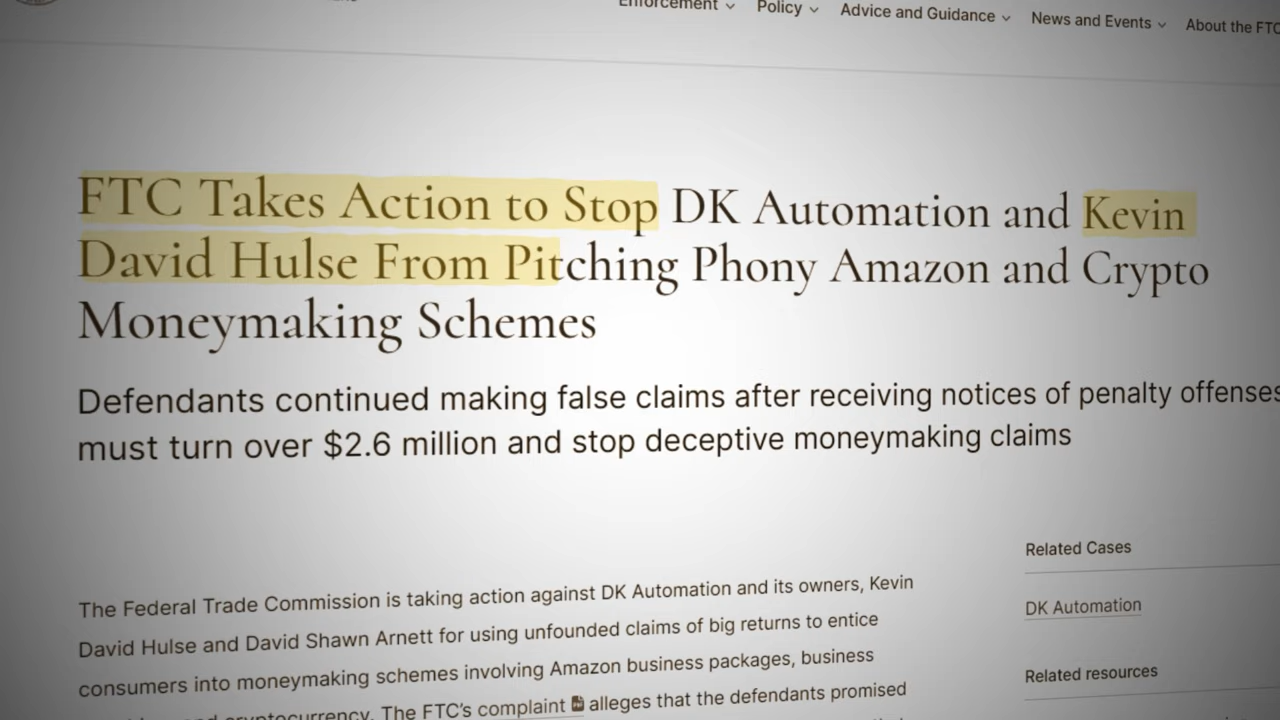 Enforcement Policy Advice and Guidance News and Events About the FTC
FTC Takes Action to Stop DK Automation and Kevin
David Hulse From Pitching Phony Amazon and Crypto
Moneymaking Schemes
Defendants continued making false claims after receiving notices of penalty offenses
must turn over $2.6 million and stop deceptive moneymaking claims
Related Cases
The Federal Trade Commission is taking action against DK Automation and its owners, Kevin
DK Automation
David Hulse and David Shawn Arnett for using unfounded claims of big returns to entice
consumers into moneymaking schemes involving Amazon business packages, business
Related resources
cryptocurrency. The FTC's complaint alleges that the defendants promised